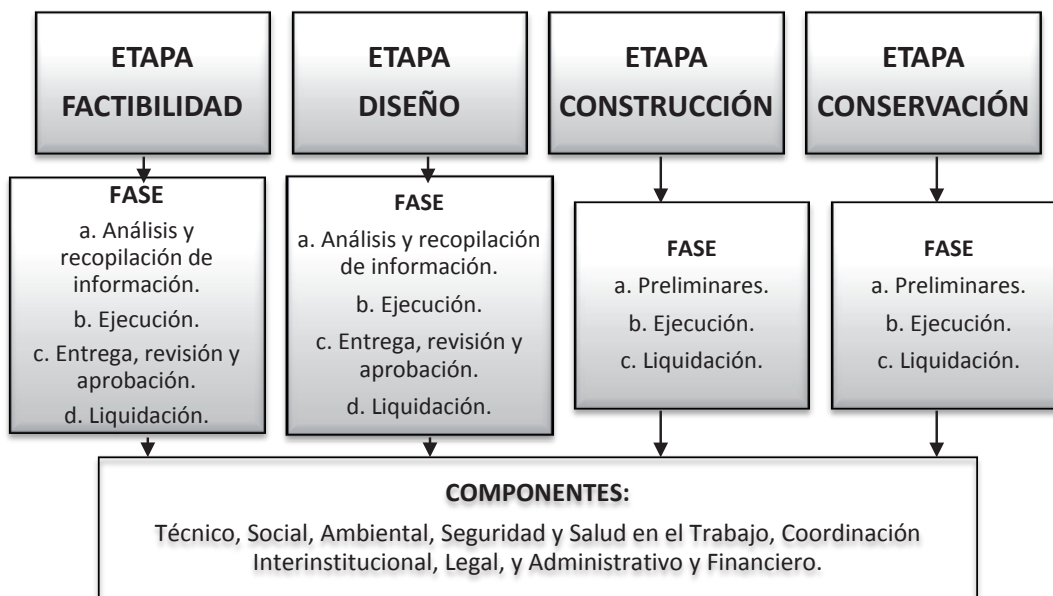 ETAPA
FACTIBILIDAD
ETAPA
DISEÑO
ETAPA
CONSTRUCCIÓN
ETAPA
CONSERVACIÓN
FASE
a. Análisis y
recopilación de
información.
b. Ejecución.
c. Entrega, revisión y
aprobación.
d. Liquidación.
FASE
a. Análisis y recopilación
de información.
b. Ejecución.
c. Entrega, revisión y
aprobación.
d. Liquidación.
FASE
a. Preliminares.
b. Ejecución.
c. Liquidación.
FASE
a. Preliminares.
b. Ejecución.
c. Liquidación.
COMPONENTES:
Técnico, Social, Ambiental, Seguridad y Salud en el Trabajo, Coordinación
Interinstitucional, Legal, y Administrativo y Financiero.